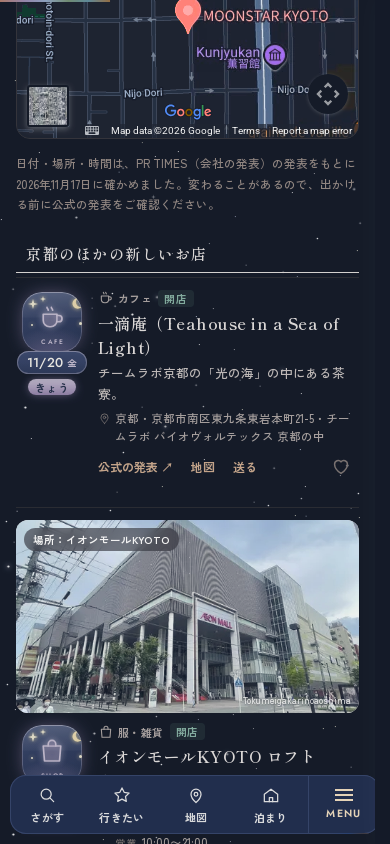 dori
MOONSTAR KYOTO
Kunjyukan
薫習館
Nijo Dori
Nijo Do
Google
Map data ©2026 Google
Terms
Report a map error
日付・場所・時間は、PR TIMES（会社の発表）の発表をもとに
2026年11月17日に確かめました。変わることがあるので、出かけ
る前に公式の発表をご確認ください。
京都のほかの新しいお店
カフェ 開店
CAFE
一滴庵（Teahouse in a Sea of
Light）
11/20 金
きょう
チームラボ京都の「光の海」の中にある茶
寮。
京都・京都市南区東九条東岩本町21-5・チー
ムラボ バイオヴォルテックス 京都の中
公式の発表 ↗ 地図 送る
場所：イオンモールKYOTO
ÆON MALL
Tokumeigakarinoaoshima
服・雑貨 開店
イオンモールKYOTO ロフト
さがす
行きたい
地図
泊まり
MENU
営業 10:00〜21:00